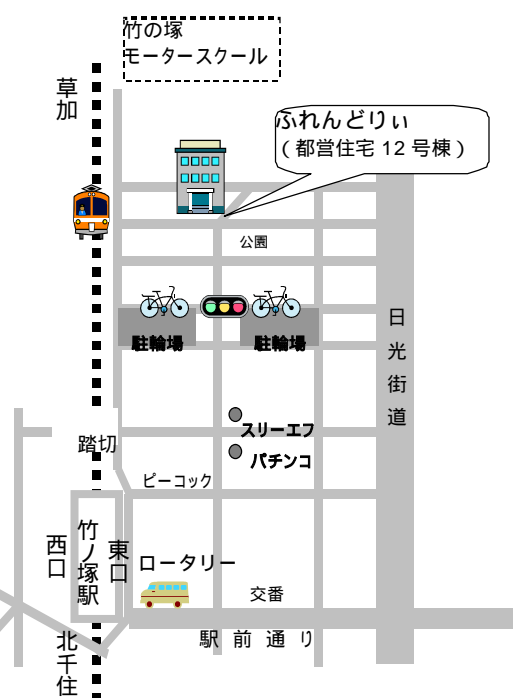 竹の塚
モータースクール
草加
ふれんどりぃ
(都営住宅 12 号棟)
公園
駐輪場
駐輪場
日光街道
スリーエフ
踏切
パチンコ
ピーコック
西口
竹ノ塚駅
東口
ロータリー
交番
駅前通り
北千住